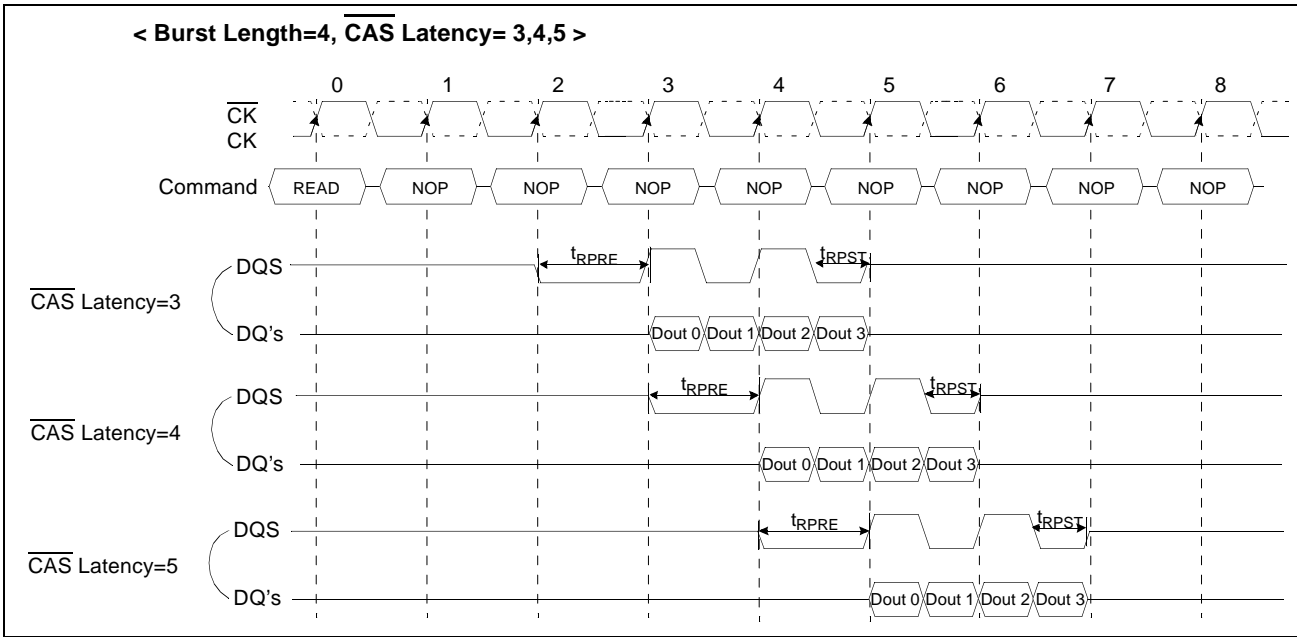 < Burst Length=4, CAS Latency= 3,4,5 >
0 1 2 3 4 5 6 7 8
CK
CK
Command READ NOP NOP NOP NOP NOP NOP NOP NOP
DQS tRPRE tRPST
CAS Latency=3
DQ's Dout 0 Dout 1 Dout 2 Dout 3
DQS tRPRE tRPST
CAS Latency=4
DQ's Dout 0 Dout 1 Dout 2 Dout 3
DQS tRPRE tRPST
CAS Latency=5
DQ's Dout 0 Dout 1 Dout 2 Dout 3